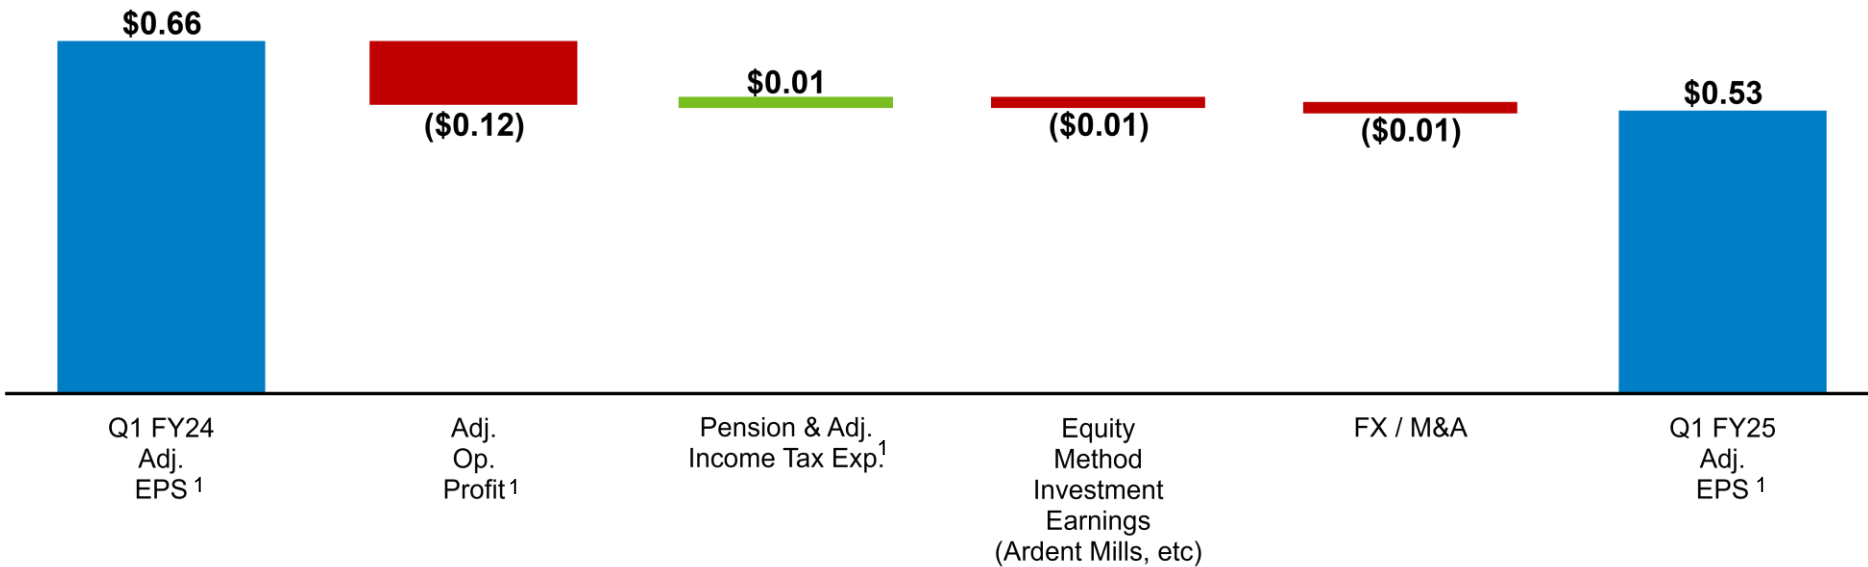 $0.66
($0.12)
$0.01
($0.01)
($0.01)
$0.53
Q1 FY24
Adj.
EPS 1
Adj.
Op.
Profit 1
Pension & Adj.
Income Tax Exp.1
Equity
Method
Investment
Earnings
(Ardent Mills, etc)
FX / M&A
Q1 FY25
Adj.
EPS 1